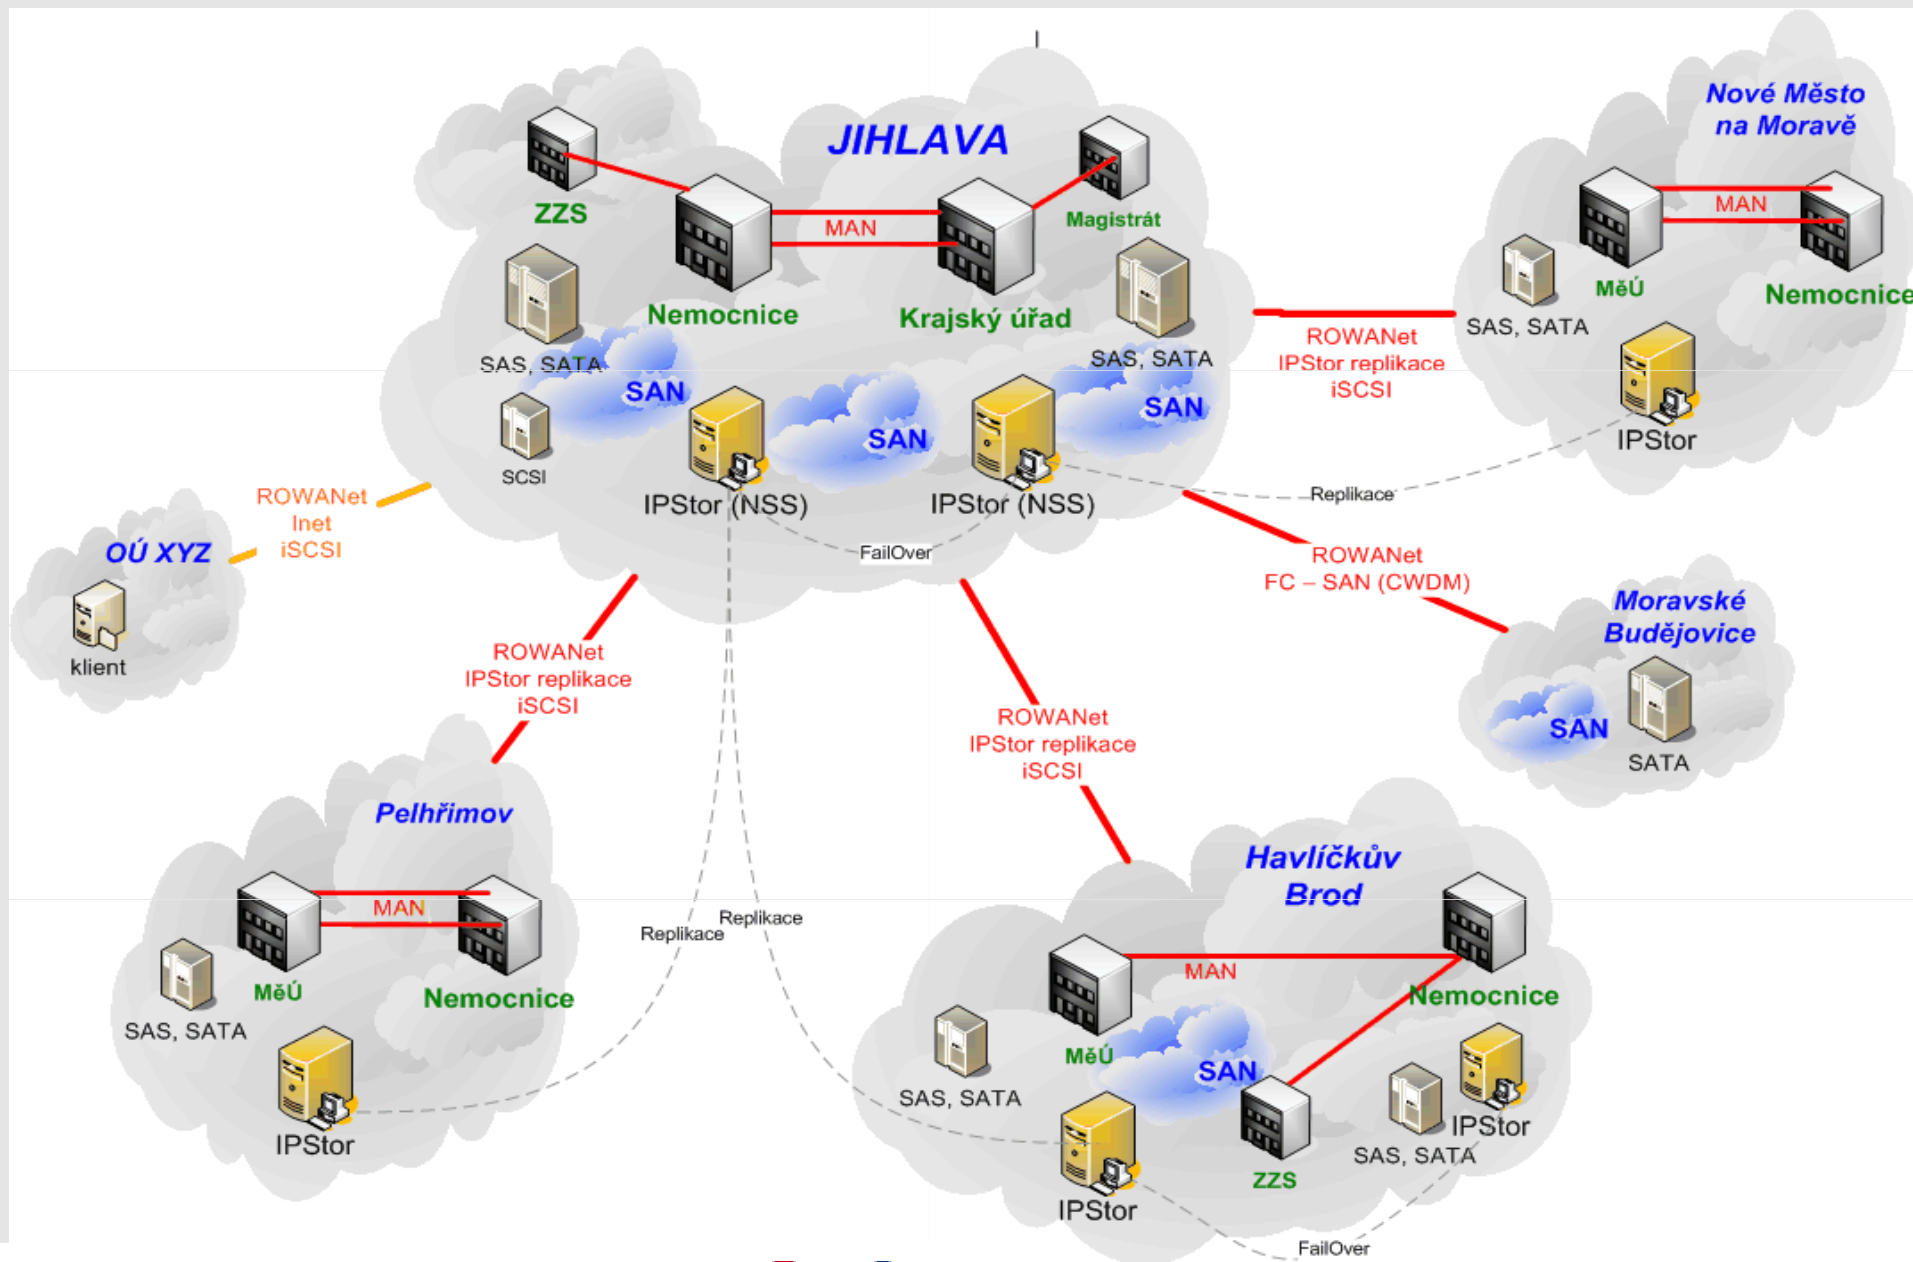 JIHLAVA
ZZS
Nemocnice
MAN
Krajský úřad
Magistrát
SAS, SATA
SAN
SCSI
IPStor (NSS)
SAN
IPStor (NSS)
SAS, SATA
SAN
FailOver
Nové Město
na Moravě
MAN
MěÚ
Nemocnice
SAS, SATA
IPStor
ROWANet
IPStor replikace
iSCSI
Replikace
ROWANet
Inet
iSCSI
OÚ XYZ
klient
ROWANet
FC – SAN (CWDM)
Moravské
Budějovice
SAN
SATA
ROWANet
IPStor replikace
iSCSI
ROWANet
IPStor replikace
iSCSI
Pelhřimov
MAN
MěÚ
Nemocnice
SAS, SATA
IPStor
Replikace
Replikace
Havlíčkův
Brod
MAN
Nemocnice
MěÚ
SAN
SAS, SATA
ZZS
IPStor
SAS, SATA
IPStor
FailOver